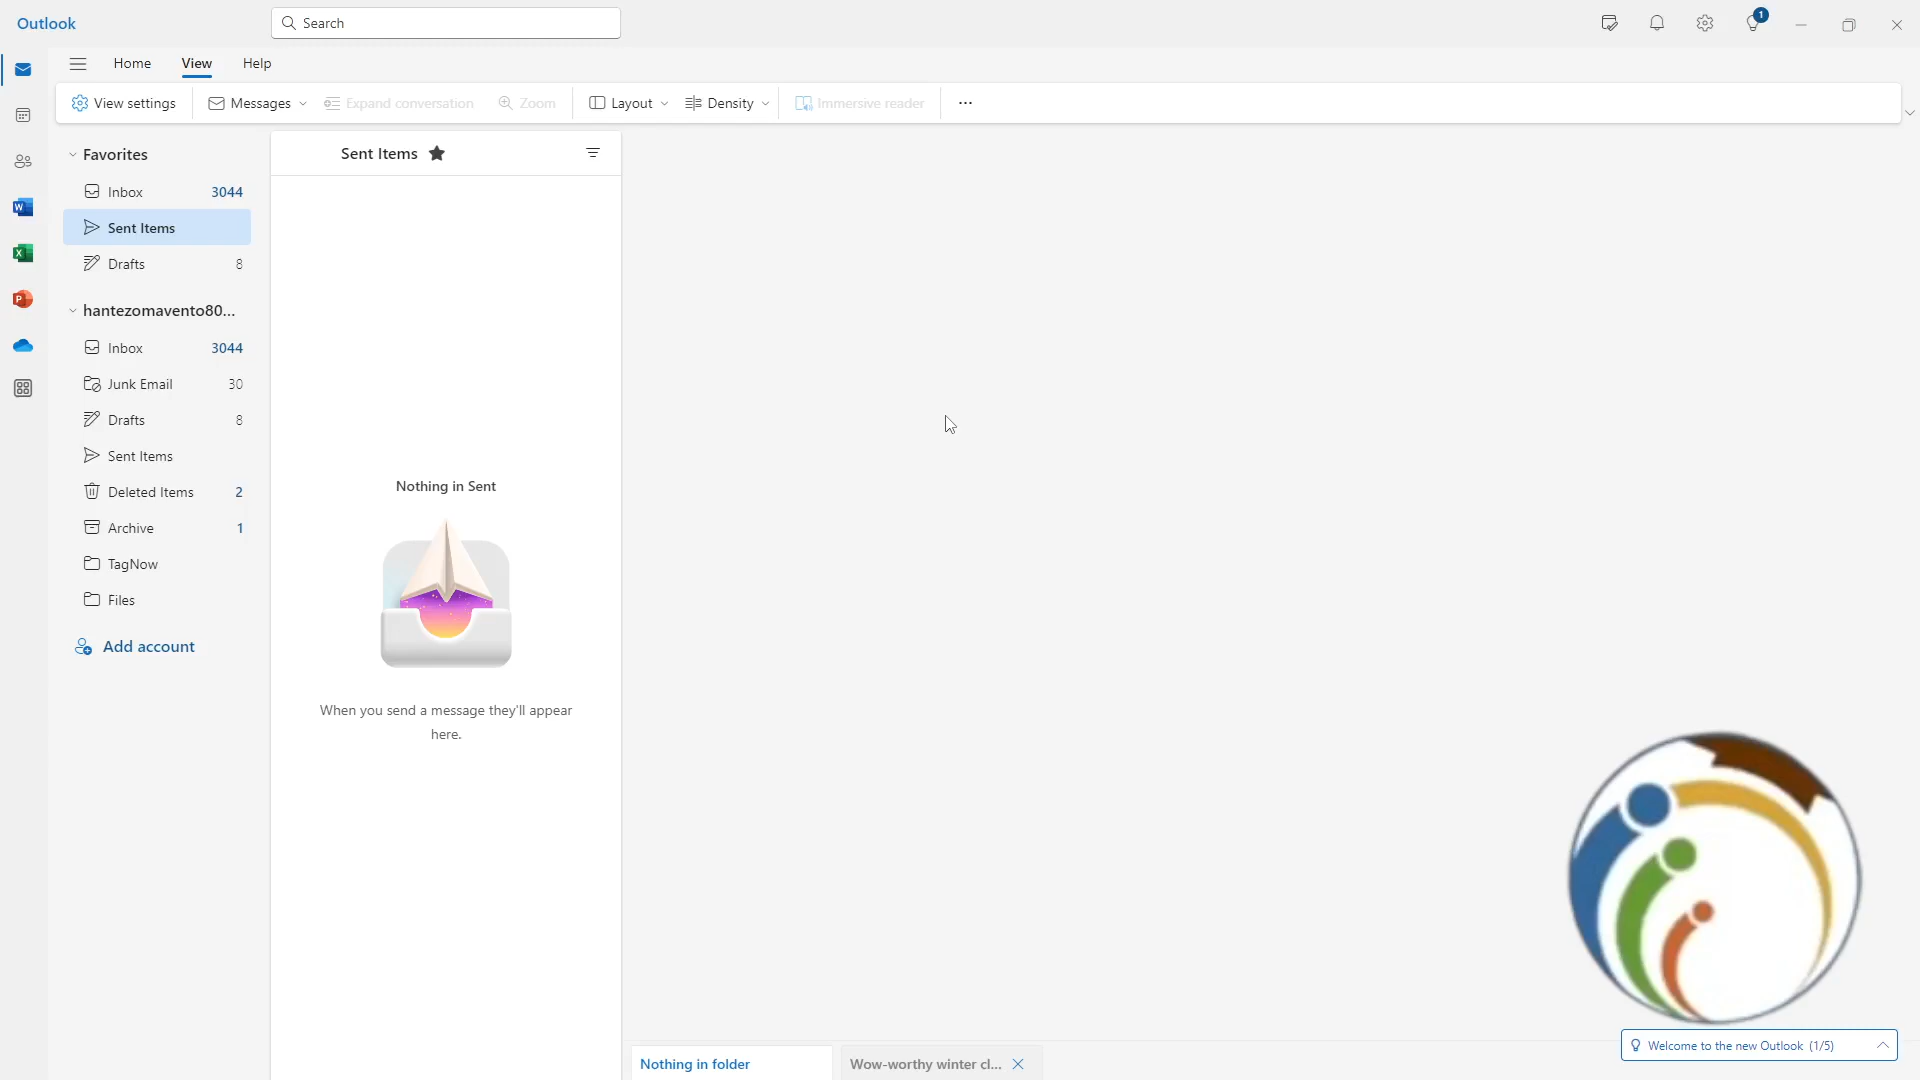 Outlook
Search
1
Home View Help
View settings Messages Expand conversation Zoom Layout Density Immersive reader ...
Favorites
Inbox 3044
Sent Items
Drafts 8
hantezomavento80...
Inbox 3044
Junk Email 30
Drafts 8
Sent Items
Deleted Items 2
Archive 1
TagNow
Files
Add account
Sent Items
Nothing in Sent
When you send a message they'll appear
here.
Nothing in folder
Wow-worthy winter cl...
Welcome to the new Outlook (1/5)